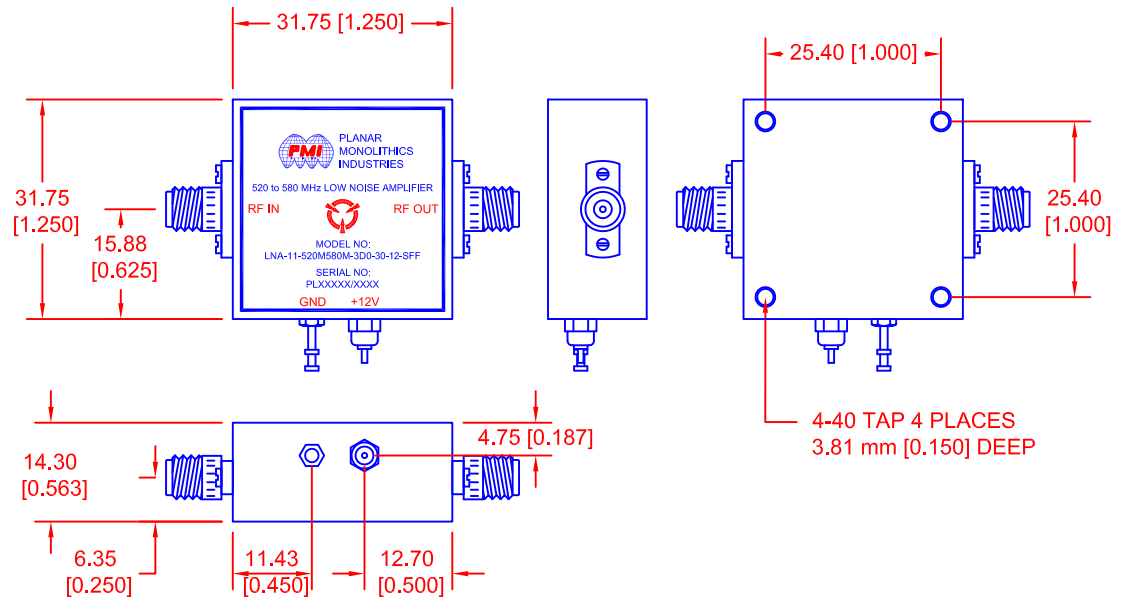 31.75 [1.250]
25.40 [1.000]
PMI
PLANAR
MONOLITHICS
INDUSTRIES
520 to 580 MHz LOW NOISE AMPLIFIER
RF IN
RF OUT
MODEL NO:
LNA-11-520M580M-3D0-30-12-SFF
SERIAL NO:
PLXXXXX/XXXX
GND
+12V
31.75
[1.250]
15.88
[0.625]
25.40
[1.000]
4-40 TAP 4 PLACES
3.81 mm [0.150] DEEP
4.75 [0.187]
14.30
[0.563]
6.35
[0.250]
11.43
[0.450]
12.70
[0.500]